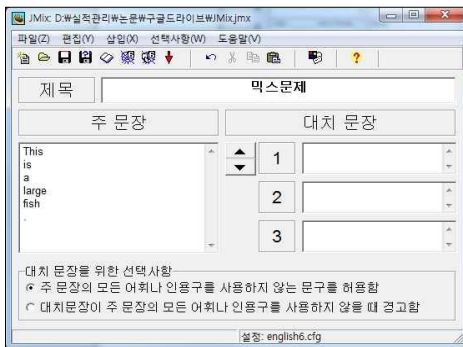 JMix: D:₩실적관리₩논문₩구글드라이브₩JMix.jmx
파일(Z) 편집(Y) 삽입(X) 선택사항(W) 도움말(V)
제목 믹스문제
주 문장 대치 문장
This
is
a
large
fish
.
1
2
3
대치 문장을 위한 선택사항
주 문장의 모든 어휘나 인용구를 사용하지 않는 문구를 허용함
대치문장이 주 문장의 모든 어휘나 인용구를 사용하지 않을 때 경고함
설정: english6.cfg